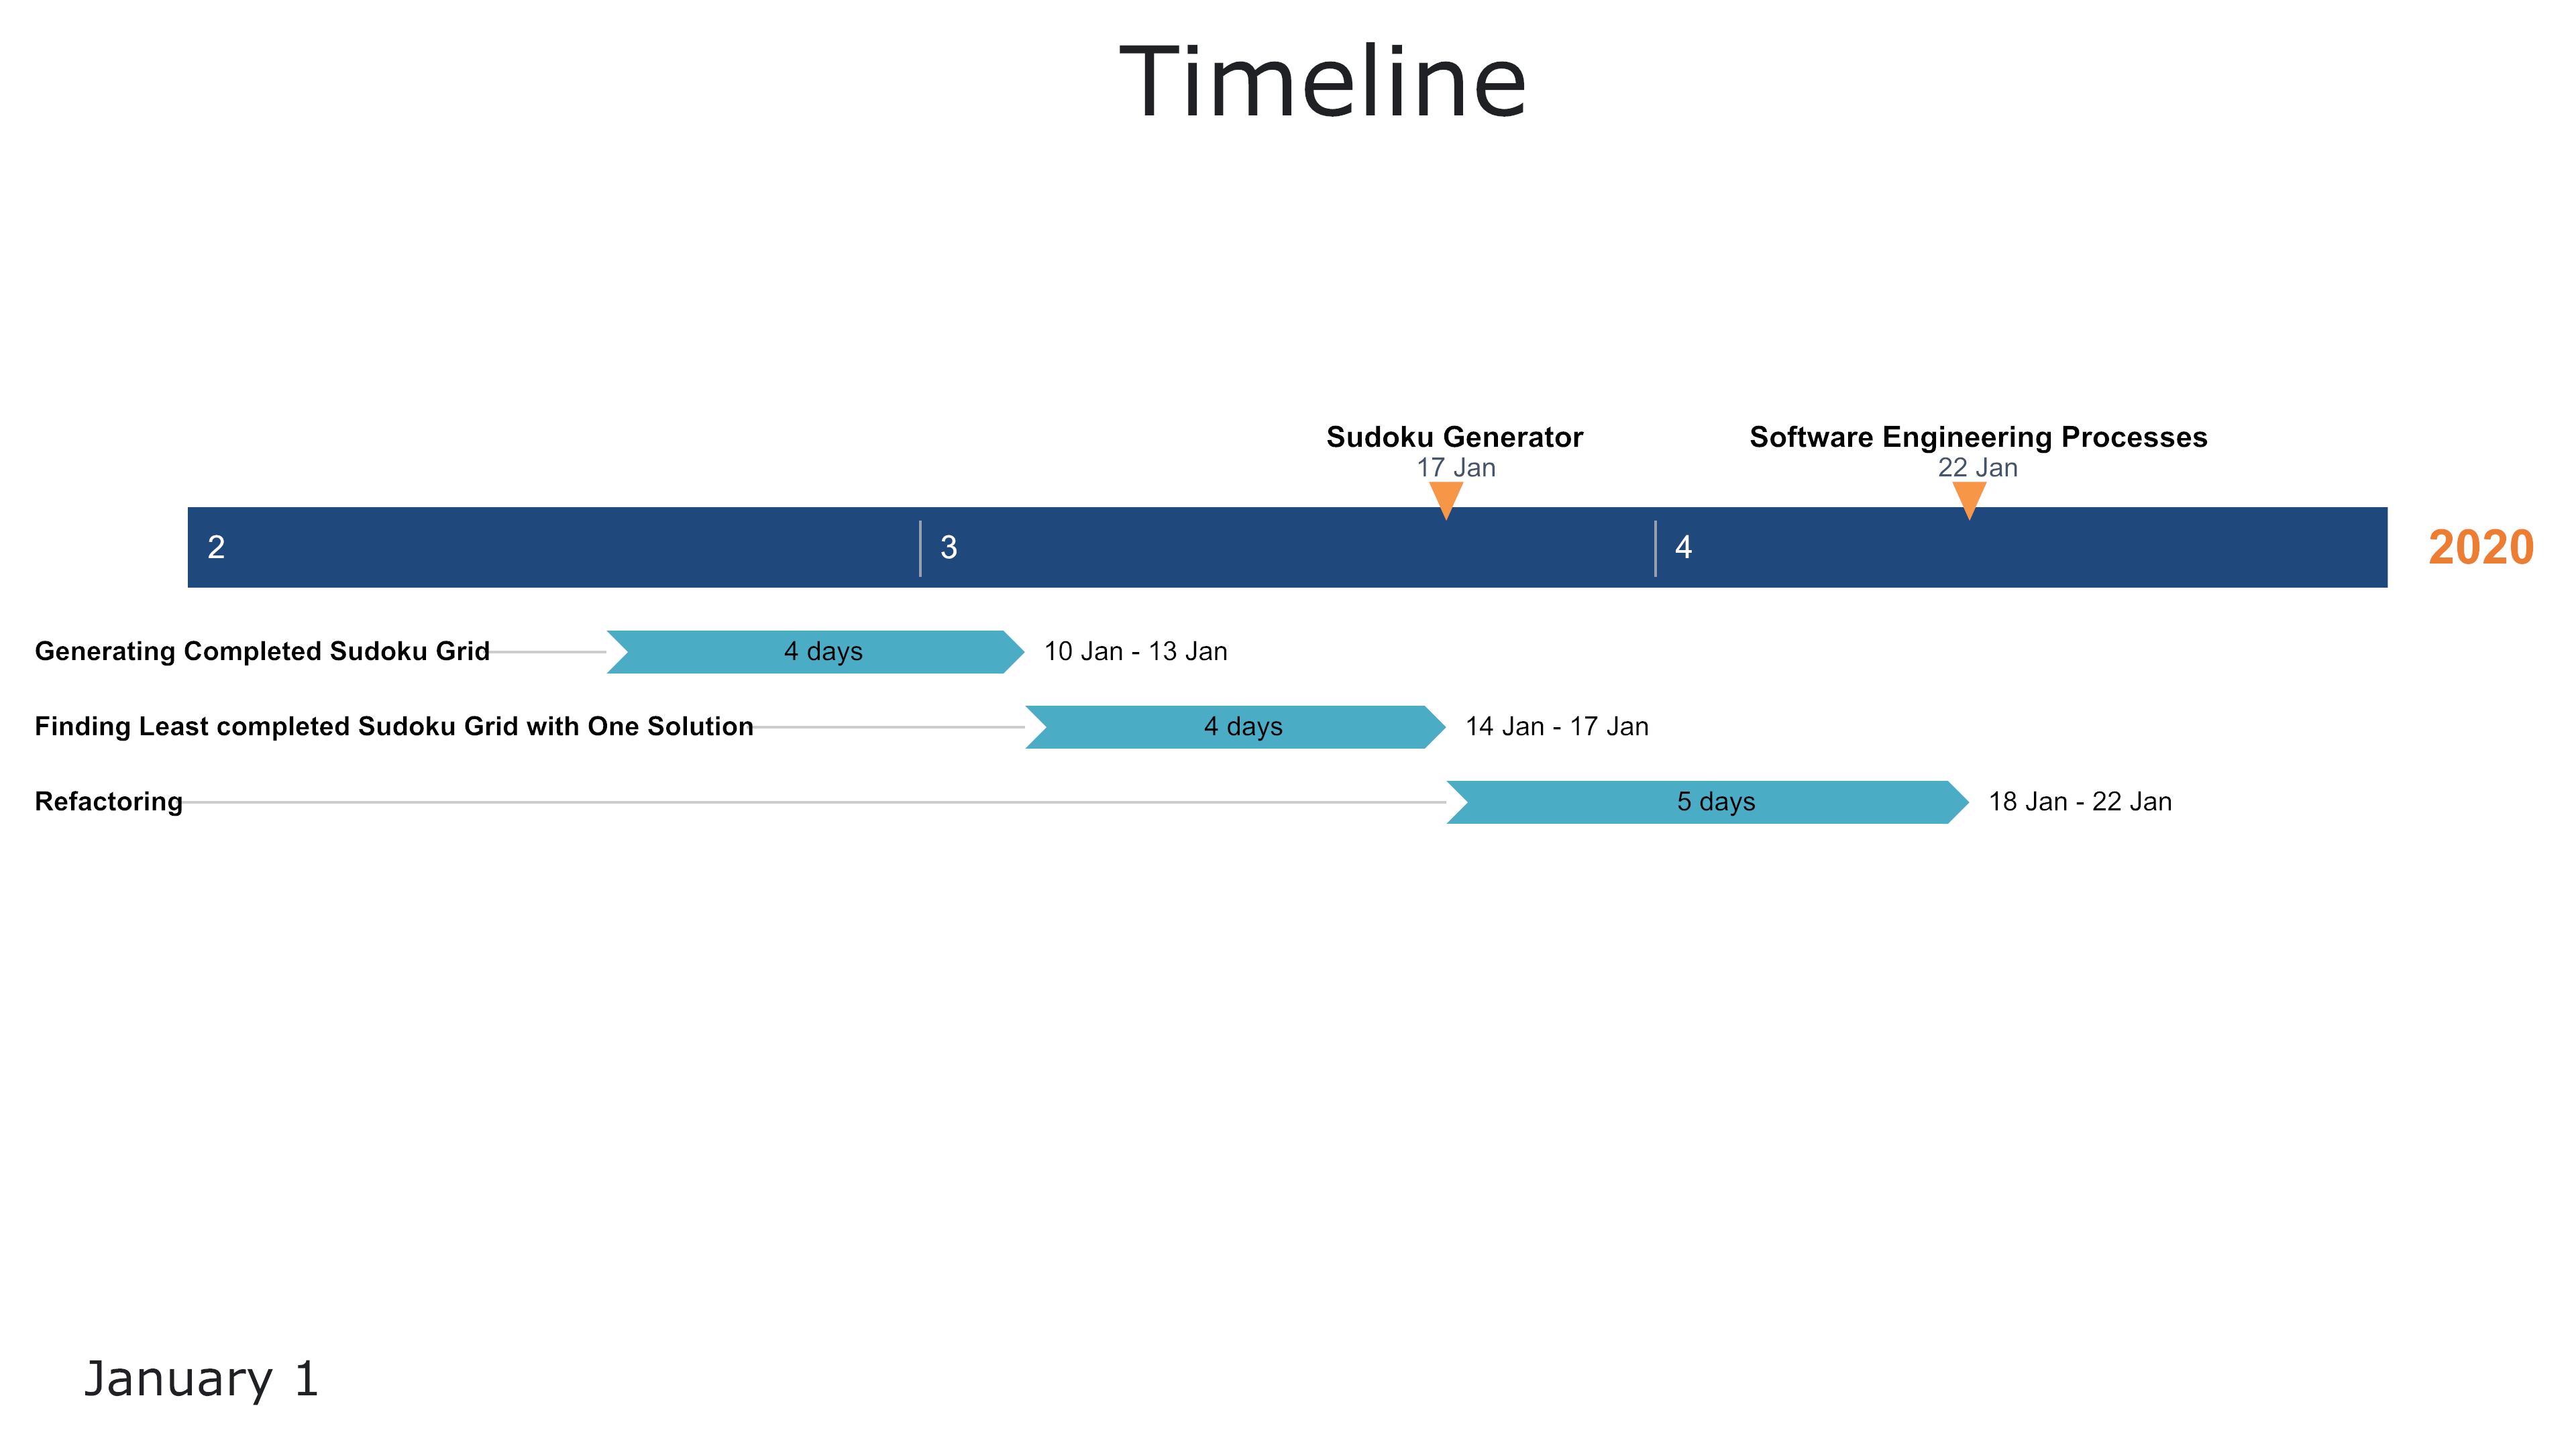 Timeline
Sudoku Generator
17 Jan
Software Engineering Processes
22 Jan
2
3
4
2020
Generating Completed Sudoku Grid
4 days
10 Jan - 13 Jan
Finding Least completed Sudoku Grid with One Solution
4 days
14 Jan - 17 Jan
Refactoring
5 days
18 Jan - 22 Jan
January 1